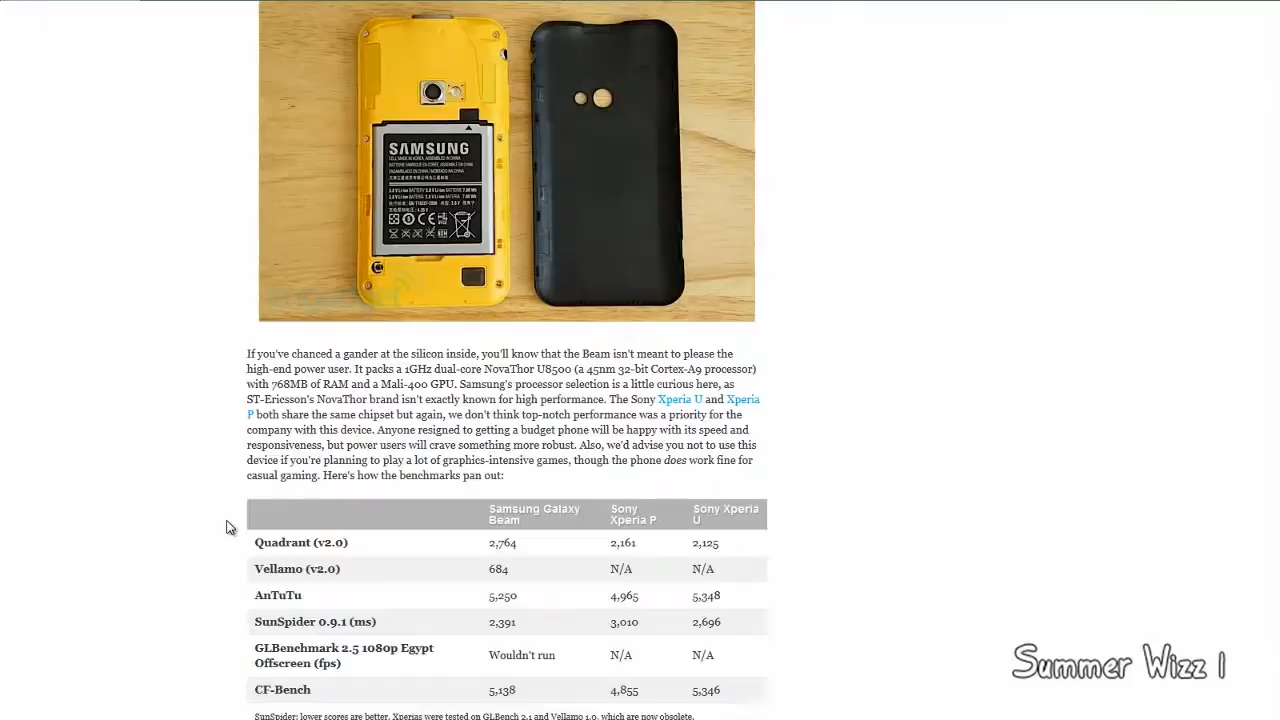 SAMSUNG
If you've chanced a gander at the silicon inside, you'll know that the Beam isn't meant to please the
high-end power user. It packs a 1GHz dual-core NovaThor U8500 (a 45nm 32-bit Cortex-A9 processor)
with 768MB of RAM and a Mali-400 GPU. Samsung's processor selection is a little curious here, as
ST-Ericsson's NovaThor brand isn't exactly known for high performance. The Sony Xperia U and Xperia
P both share the same chipset but again, we don't think top-notch performance was a priority for the
company with this device. Anyone resigned to getting a budget phone will be happy with its speed and
responsiveness, but power users will crave something more robust. Also, we'd advise you not to use this
device if you're planning to play a lot of graphics-intensive games, though the phone does work fine for
casual gaming. Here's how the benchmarks pan out:
Samsung Galaxy Beam Sony Xperia P Sony Xperia U
Quadrant (v2.0) 2,764 2,161 2,125
Vellamo (v2.0) 684 N/A N/A
AnTuTu 5,250 4,965 5,348
SunSpider 0.9.1 (ms) 2,391 3,010 2,696
GLBenchmark 2.5 1080p Egypt
Offscreen (fps) Wouldn't run N/A N/A
CF-Bench 5,138 4,855 5,346
SunSpider: lower scores are better. Xperias were tested on GLBench 2.1 and Vellamo 1.0, which are now obsolete.
Summer Wizz 1